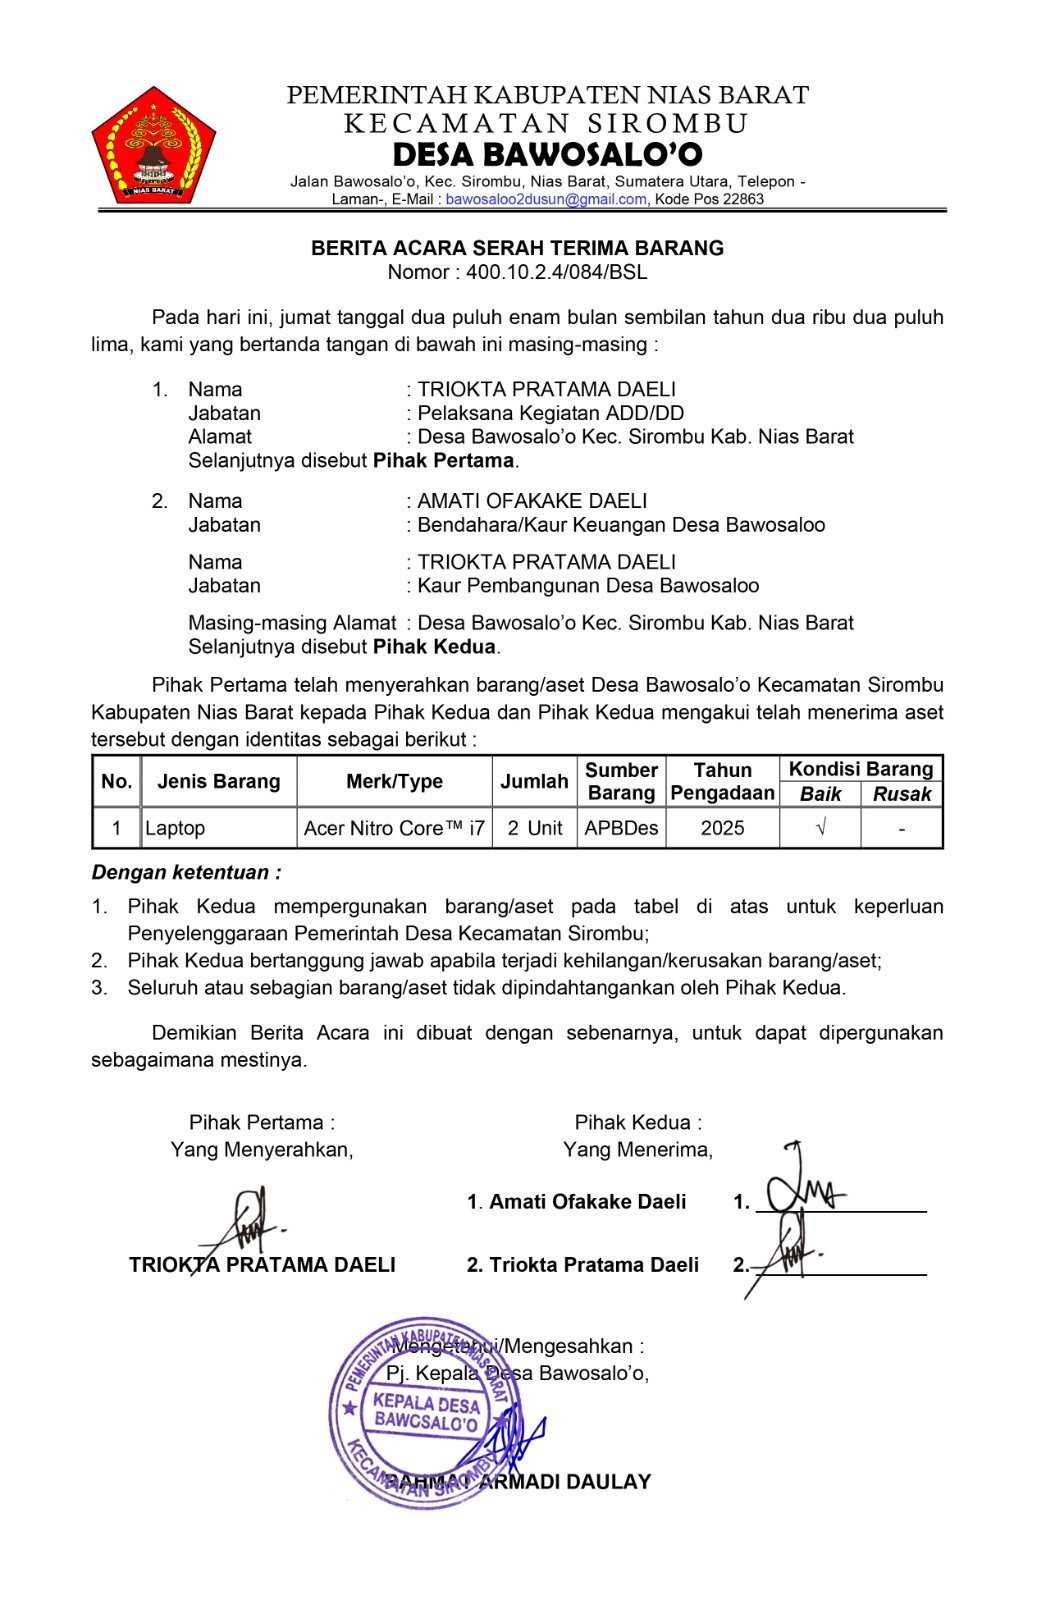 NIAS BARAT
PEMERINTAH KABUPATEN NIAS BARAT
KECAMATAN SIROMBU
DESA BAWOSALO’O
Jalan Bawosalo’o, Kec. Sirombu, Nias Barat, Sumatera Utara, Telepon -
Laman-, E-Mail : bawosaloo2dusun@gmail.com, Kode Pos 22863
BERITA ACARA SERAH TERIMA BARANG
Nomor : 400.10.2.4/084/BSL
Pada hari ini, jumat tanggal dua puluh enam bulan sembilan tahun dua ribu dua puluh
lima, kami yang bertanda tangan di bawah ini masing-masing :
1. Nama : TRIOKTA PRATAMA DAELI
Jabatan : Pelaksana Kegiatan ADD/DD
Alamat : Desa Bawosalo’o Kec. Sirombu Kab. Nias Barat
Selanjutnya disebut Pihak Pertama.
2. Nama : AMATI OFAKAKE DAELI
Jabatan : Bendahara/Kaur Keuangan Desa Bawosaloo
Nama : TRIOKTA PRATAMA DAELI
Jabatan : Kaur Pembangunan Desa Bawosaloo
Masing-masing Alamat : Desa Bawosalo’o Kec. Sirombu Kab. Nias Barat
Selanjutnya disebut Pihak Kedua.
Pihak Pertama telah menyerahkan barang/aset Desa Bawosalo’o Kecamatan Sirombu
Kabupaten Nias Barat kepada Pihak Kedua dan Pihak Kedua mengakui telah menerima aset
tersebut dengan identitas sebagai berikut :
No. Jenis Barang Merk/Type Jumlah Sumber Barang Tahun Pengadaan Kondisi Barang
Baik Rusak
1 Laptop Acer Nitro Core™ i7 2 Unit APBDes 2025 √ -
Dengan ketentuan :
1. Pihak Kedua mempergunakan barang/aset pada tabel di atas untuk keperluan
Penyelenggaraan Pemerintah Desa Kecamatan Sirombu;
2. Pihak Kedua bertanggung jawab apabila terjadi kehilangan/kerusakan barang/aset;
3. Seluruh atau sebagian barang/aset tidak dipindahtangankan oleh Pihak Kedua.
Demikian Berita Acara ini dibuat dengan sebenarnya, untuk dapat dipergunakan
sebagaimana mestinya.
Pihak Pertama : Pihak Kedua :
Yang Menyerahkan, Yang Menerima,
1. Amati Ofakake Daeli 1.
TRIOKTA PRATAMA DAELI 2. Triokta Pratama Daeli 2.
Mengetahui/Mengesahkan :
Pj. Kepala Desa Bawosalo’o,
PEMERINTAH KABUPATEN NIAS BARAT
KEPALA DESA
BAWOSALO'O
KECAMATAN SIROMBU
RAHMAT ARMADI DAULAY